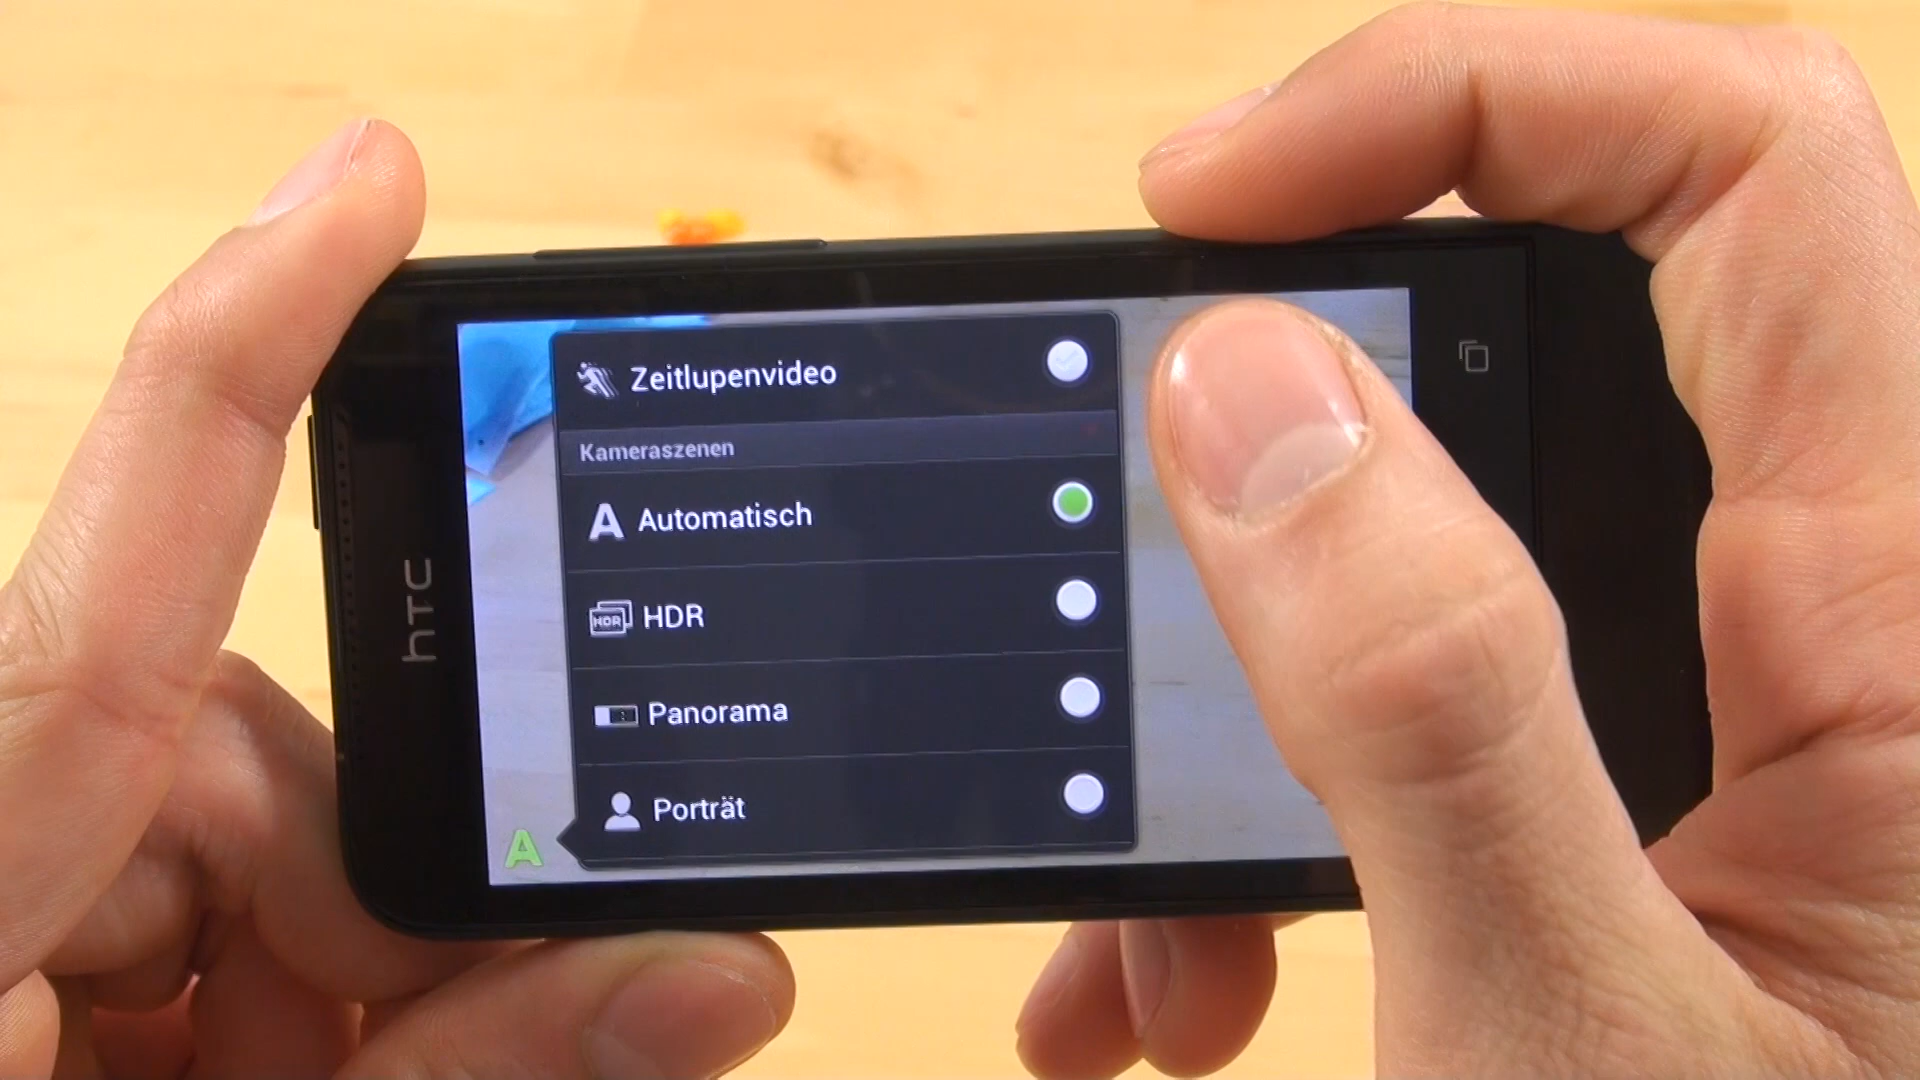 hTC
Zeitlupenvideo
Kameraszenen
A Automatisch
HDR HDR
Panorama
Porträt
A